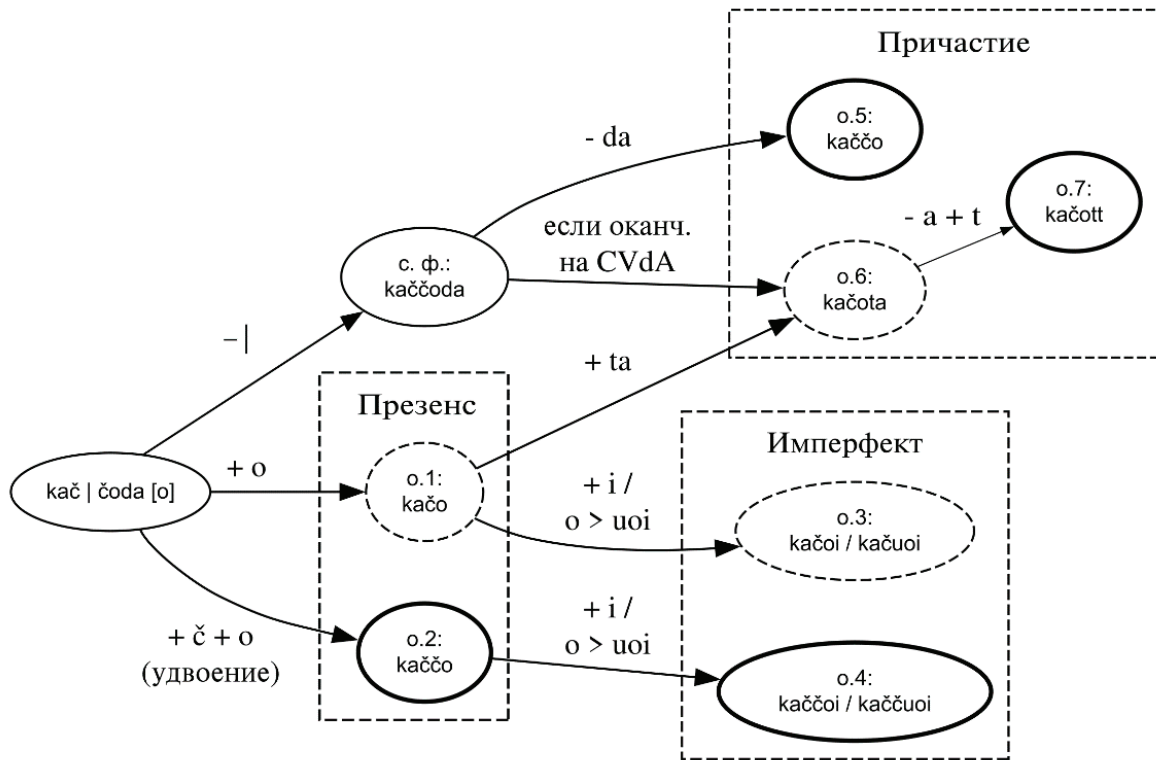 Причастие
o.5:
kaččo
- da
o.7:
kačott
- a + t
если оканч.
на CVdA
с. ф.:
kaččoda
o.6:
kačota
– |
+ ta
Презенс
Имперфект
kač | čoda [o]
+ o
o.1:
kačo
+ i /
o > uoi
o.3:
kačoi / kačuoi
+ č + o
(удвоение)
o.2:
kaččo
+ i /
o > uoi
o.4:
kaččoi / kaččuoi